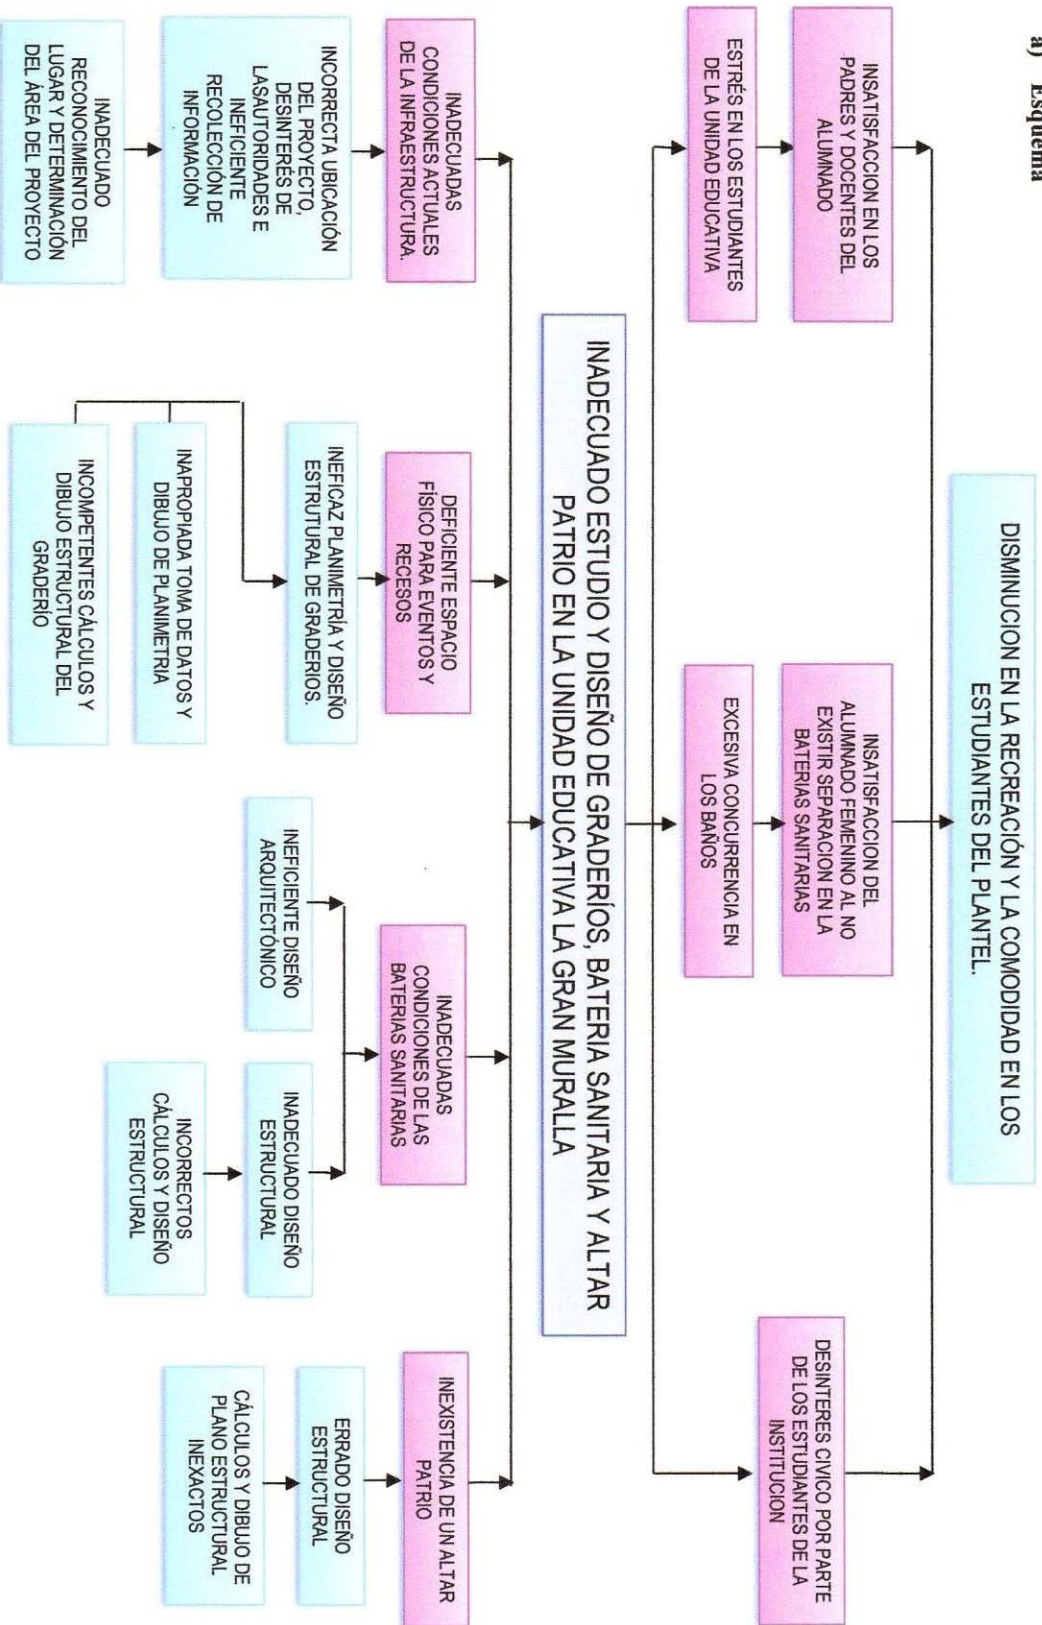 a) Esquema
DISMINUCION EN LA RECREACIÓN Y LA COMODIDAD EN LOS
ESTUDIANTES DEL PLANTEL.
INSATISFACCION EN LOS
PADRES Y DOCENTES DEL
ALUMNADO
INSATISFACCION DEL
ALUMNADO FEMENINO AL NO
EXISTIR SEPARACION EN LA
BATERIAS SANITARIAS
DESINTERES CIVICO POR PARTE
DE LOS ESTUDIANTES DE LA
INSTITUCION
ESTRÉS EN LOS ESTUDIANTES
DE LA UNIDAD EDUCATIVA
EXCESIVA CONCURRENCIA EN
LOS BAÑOS
INADECUADO ESTUDIO Y DISEÑO DE GRADERÍOS, BATERIA SANITARIA Y ALTAR
PATRIO EN LA UNIDAD EDUCATIVA LA GRAN MURALLA
INADECUADAS
CONDICIONES ACTUALES
DE LA INFRAESTRUCTURA.
DEFICIENTE ESPACIO
FÍSICO PARA EVENTOS Y
RECESOS
INADECUADAS
CONDICIONES DE LAS
BATERIAS SANITARIAS
INEXISTENCIA DE UN ALTAR
PATRIO
INCORRECTA UBICACIÓN
DEL PROYECTO,
DESINTERÉS DE
LASAUTORIDADES E
INEFICIENTE
RECOLECCIÓN DE
INFORMACIÓN
INEFICAZ PLANIMETRÍA Y DISEÑO
ESTRUTURAL DE GRADERIOS.
INEFICIENTE DISEÑO
ARQUITECTÓNICO
INADECUADO DISEÑO
ESTRUCTURAL
ERRADO DISEÑO
ESTRUCTURAL
INADECUADO
RECONOCIMIENTO DEL
LUGAR Y DETERMINACIÓN
DEL ÁREA DEL PROYECTO
INAPROPIADA TOMA DE DATOS Y
DIBUJO DE PLANIMETRIA
INCOMPETENTES CÁLCULOS Y
DIBUJO ESTRUCTURAL DEL
GRADERÍO
INCORRECTOS
CÁLCULOS Y DISEÑO
ESTRUCTURAL
CÁLCULOS Y DIBUJO DE
PLANO ESTRUCTURAL
INEXACTOS